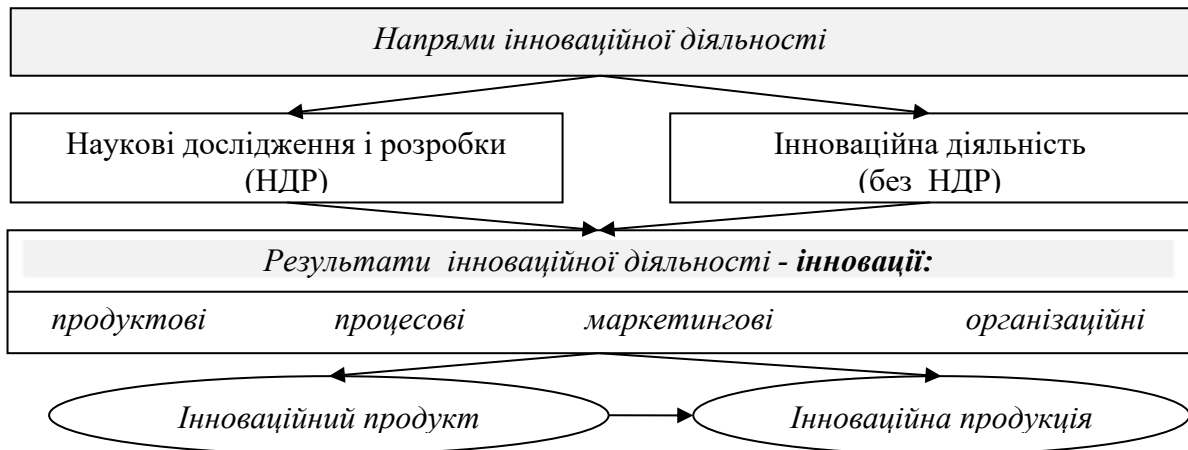 Напрями інноваційної діяльності
Наукові дослідження і розробки
(НДР)
Інноваційна діяльність
(без НДР)
Результати інноваційної діяльності - інновації:
продуктові процесові маркетингові організаційні
Інноваційний продукт
Інноваційна продукція